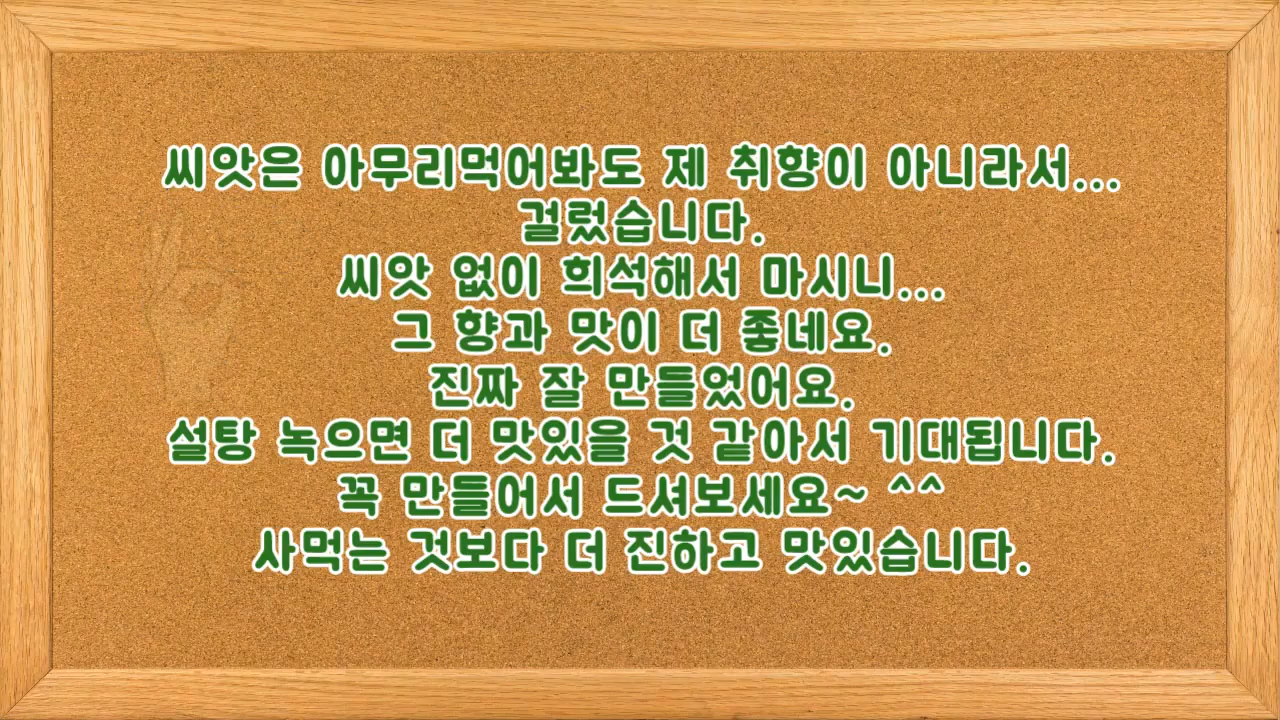 씨앗은 아무리먹어봐도 제 취향이 아니라서...
걸렀습니다.
씨앗 없이 희석해서 마시니...
그 향과 맛이 더 좋네요.
진짜 잘 만들었어요.
설탕 녹으면 더 맛있을 것 같아서 기대됩니다.
꼭 만들어서 드셔보세요~ ^^
사먹는 것보다 더 진하고 맛있습니다.